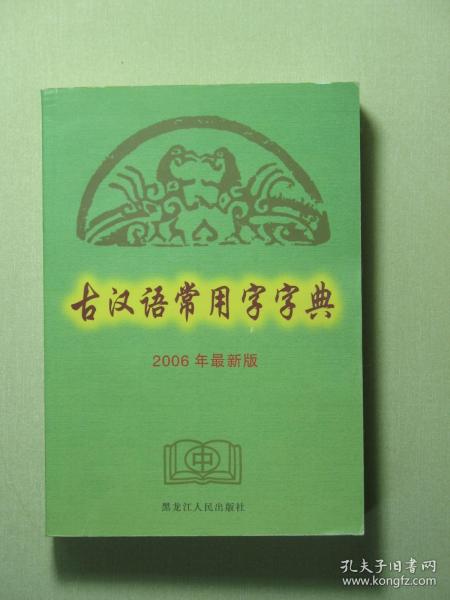 古汉语常用字字典
2006年最新版
中
黑龙江人民出版社
孔夫子旧书网
www.kongfz.com